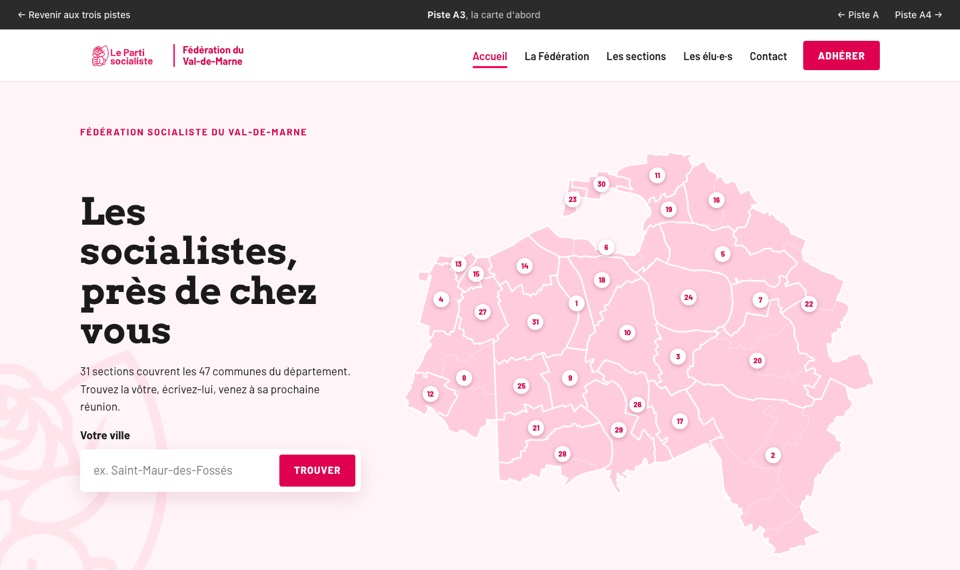 ← Revenir aux trois pistes
Piste A3, la carte d'abord
← Piste A
Piste A4 →
Le Parti
socialiste
Fédération du
Val-de-Marne
Accueil
La Fédération
Les sections
Les élu·e·s
Contact
ADHÉRER
FÉDÉRATION SOCIALISTE DU VAL-DE-MARNE
Les
socialistes,
près de chez
vous
31 sections couvrent les 47 communes du département.
Trouvez la vôtre, écrivez-lui, venez à sa prochaine
réunion.
Votre ville
ex. Saint-Maur-des-Fossés
TROUVER
11
30
23
16
19
6
5
13
14
15
18
4
24
1
7
22
27
31
10
3
20
8
9
25
12
26
17
21
29
28
2